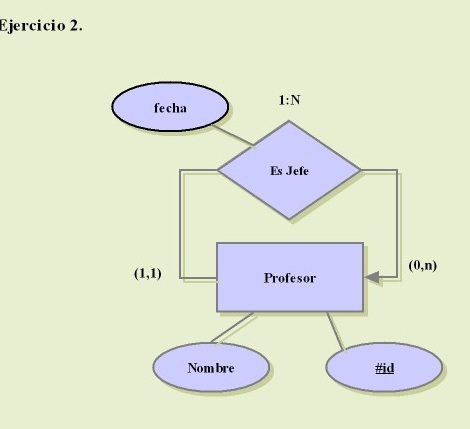 Ejercicio 2.
fecha
1:N
Es Jefe
(1,1)
Profesor
(0,n)
Nombre
#id